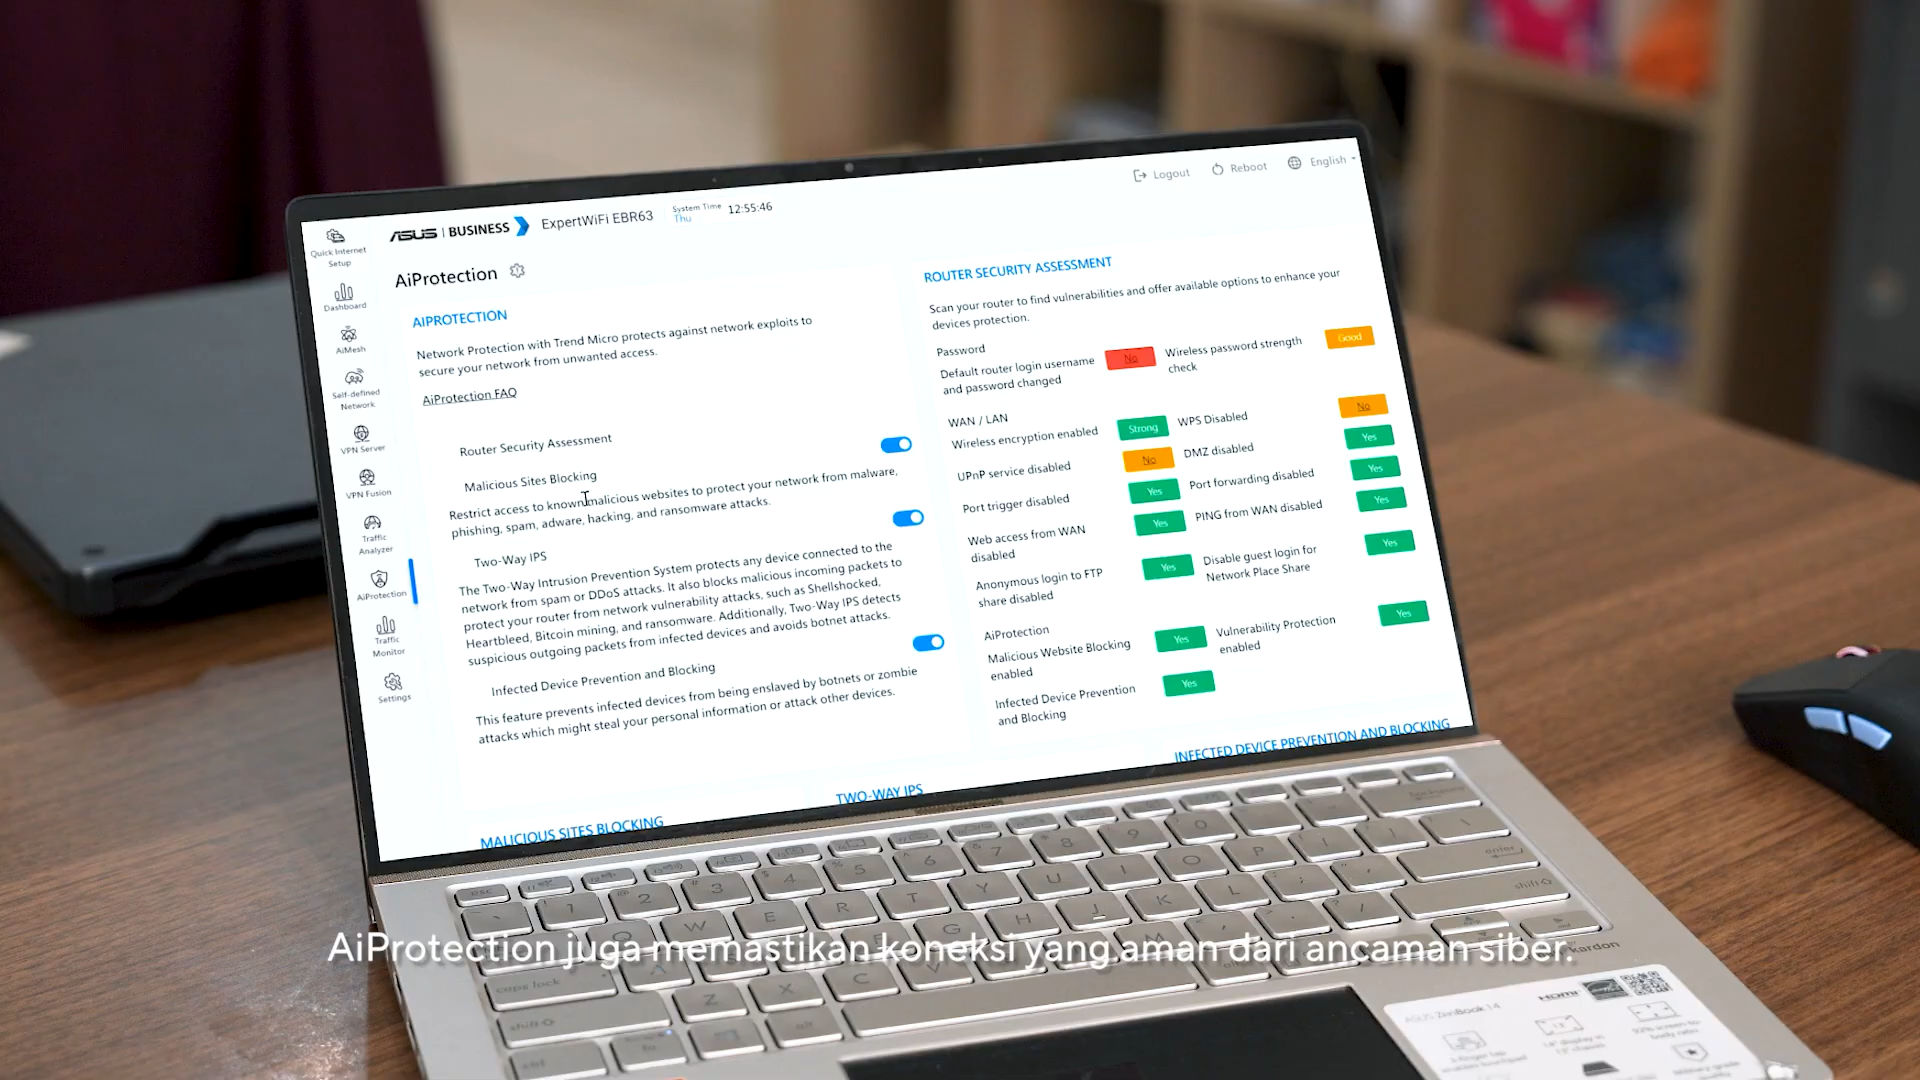 Logout
Reboot
English
ASUS | BUSINESS
ExpertWiFi EBR63
System Time
Thu
12:55:46
Quick Internet
Setup
Dashboard
AiMesh
Self-defined
Network
VPN Server
VPN Fusion
Traffic
Analyzer
AiProtection
Traffic
Monitor
Settings
AiProtection
AIPROTECTION
Network Protection with Trend Micro protects against network exploits to
secure your network from unwanted access.
AiProtection FAQ
Router Security Assessment
Malicious Sites Blocking
Restrict access to known malicious websites to protect your network from malware,
phishing, spam, adware, hacking, and ransomware attacks.
Two-Way IPS
The Two-Way Intrusion Prevention System protects any device connected to the
network from spam or DDoS attacks. It also blocks malicious incoming packets to
protect your router from network vulnerability attacks, such as Shellshocked,
Heartbleed, Bitcoin mining, and ransomware. Additionally, Two-Way IPS detects
suspicious outgoing packets from infected devices and avoids botnet attacks.
Infected Device Prevention and Blocking
This feature prevents infected devices from being enslaved by botnets or zombie
attacks which might steal your personal information or attack other devices.
ROUTER SECURITY ASSESSMENT
Scan your router to find vulnerabilities and offer available options to enhance your
devices protection.
Password
Default router login username
and password changed
No
Wireless password strength
check
Good
WAN / LAN
Wireless encryption enabled
Strong
WPS Disabled
No
UPnP service disabled
No
DMZ disabled
Yes
Port trigger disabled
Yes
Port forwarding disabled
Yes
Web access from WAN
disabled
Yes
PING from WAN disabled
Yes
Anonymous login to FTP
share disabled
Yes
Disable guest login for
Network Place Share
Yes
AiProtection
Malicious Website Blocking
enabled
Yes
Vulnerability Protection
enabled
Yes
Infected Device Prevention
and Blocking
Yes
MALICIOUS SITES BLOCKING
TWO-WAY IPS
INFECTED DEVICE PREVENTION AND BLOCKING
AiProtection juga memastikan koneksi yang aman dari ancaman siber.
caps lock
shift
enter
shift
kardon
HDMI
ASUS ZenBook 14